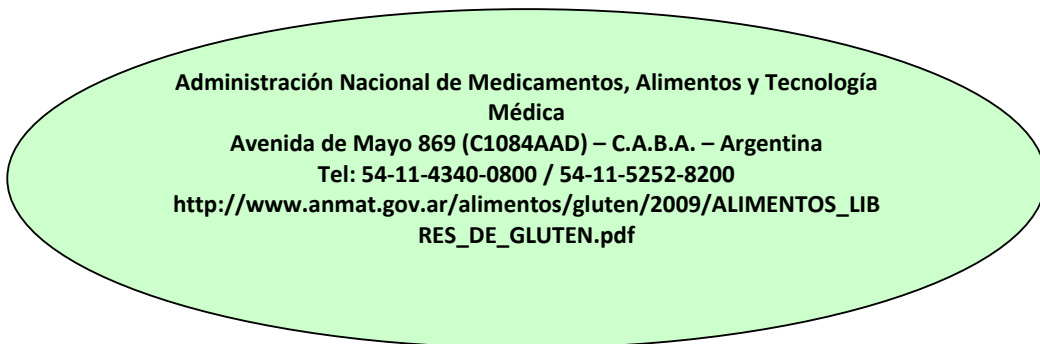 Administración Nacional de Medicamentos, Alimentos y Tecnología
Médica
Avenida de Mayo 869 (C1084AAD) – C.A.B.A. – Argentina
Tel: 54-11-4340-0800 / 54-11-5252-8200
http://www.anmat.gov.ar/alimentos/gluten/2009/ALIMENTOS_LIB
RES_DE_GLUTEN.pdf